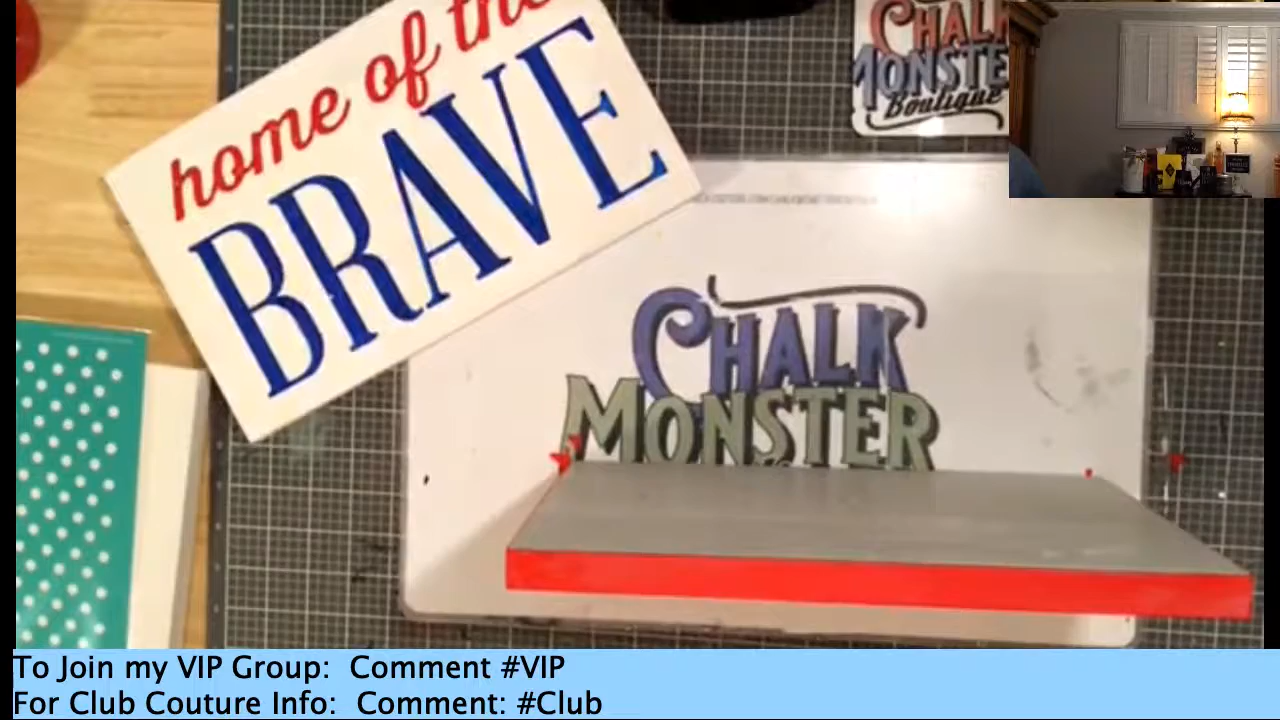 home of the
BRAVE
CHALK
MONSTE
Boutique
CHALK
MONSTER
To Join my VIP Group: Comment #VIP
For Club Couture Info: Comment: #Club